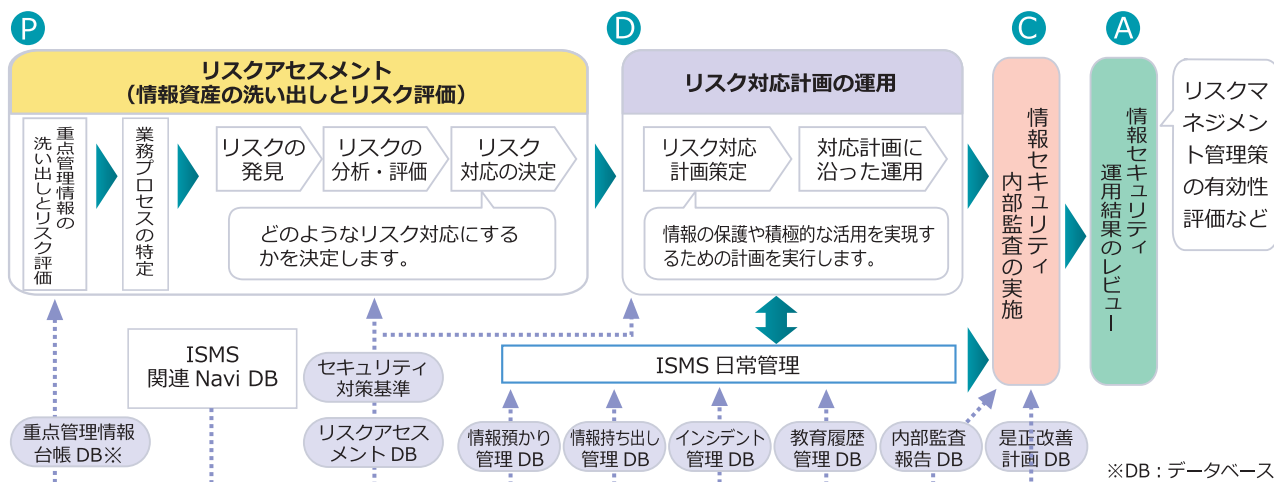 P
D
C
A
リスクアセスメント
（情報資産の洗い出しとリスク評価）
重点管理情報の
洗い出しとリスク評価
業務プロセスの特定
リスクの
発見
リスクの
分析・評価
リスク
対応の決定
どのようなリスク対応にする
かを決定します。
リスク対応計画の運用
リスク対応
計画策定
対応計画に
沿った運用
情報の保護や積極的な活用を実現す
るための計画を実行します。
情報セキュリティ
内部監査の実施
情報セキュリティ
運用結果のレビュー
リスクマ
ネジメン
ト管理策
の有効性
評価など
ISMS
関連 Navi DB
セキュリティ
対策基準
ISMS 日常管理
重点管理情報
台帳 DB※
リスクアセス
メント DB
情報預かり
管理 DB
情報持ち出し
管理 DB
インシデント
管理 DB
教育履歴
管理 DB
内部監査
報告 DB
是正改善
計画 DB
※DB：データベース